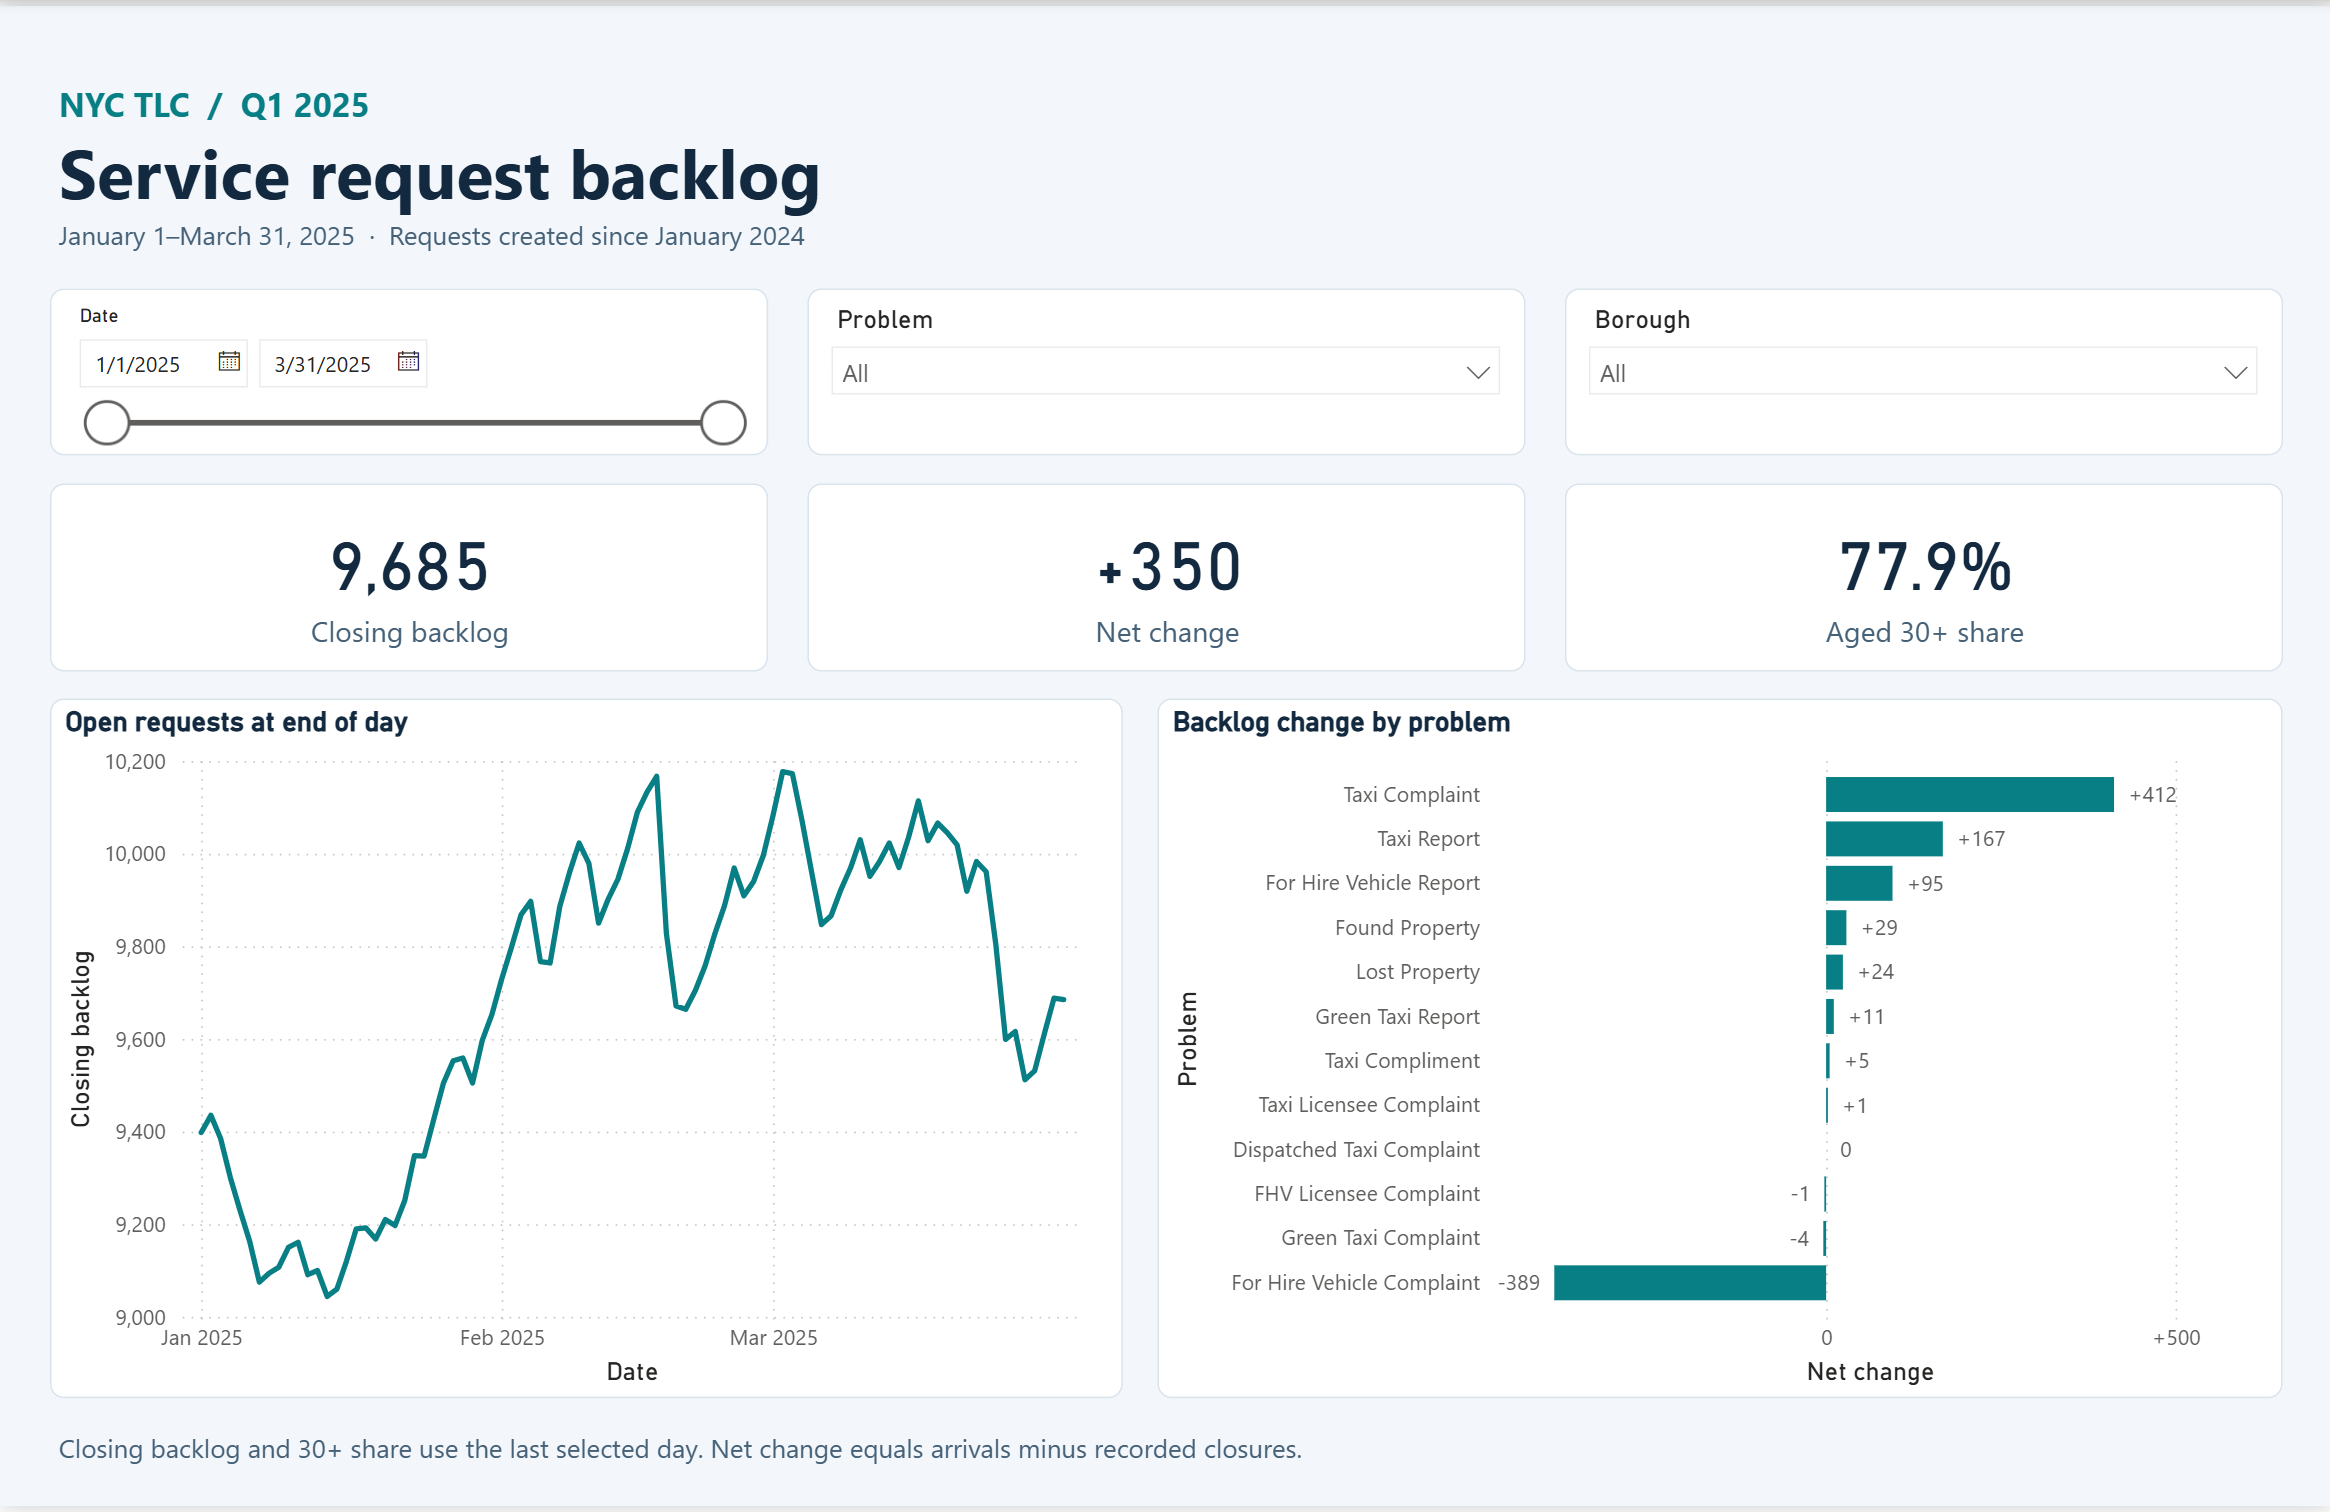 NYC TLC / Q1 2025
Service request backlog
January 1–March 31, 2025 · Requests created since January 2024
Date
1/1/2025 3/31/2025
Problem
All
Borough
All
9,685
Closing backlog
+350
Net change
77.9%
Aged 30+ share
Open requests at end of day
Closing backlog
10,200
10,000
9,800
9,600
9,400
9,200
9,000
Jan 2025 Feb 2025 Mar 2025
Date
Backlog change by problem
Problem
Taxi Complaint +412
Taxi Report +167
For Hire Vehicle Report +95
Found Property +29
Lost Property +24
Green Taxi Report +11
Taxi Compliment +5
Taxi Licensee Complaint +1
Dispatched Taxi Complaint 0
FHV Licensee Complaint -1
Green Taxi Complaint -4
For Hire Vehicle Complaint -389
0 +500
Net change
Closing backlog and 30+ share use the last selected day. Net change equals arrivals minus recorded closures.